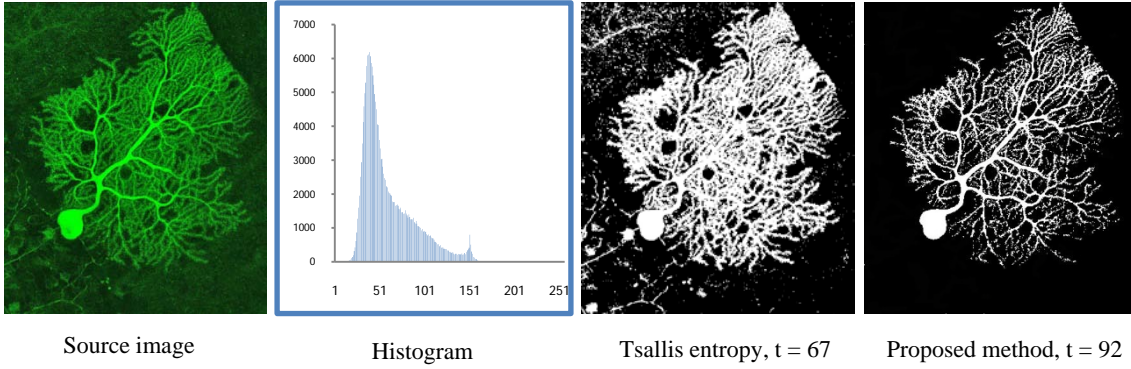 7000
6000
5000
4000
3000
2000
1000
0
1 51 101 151 201 251
Source image
Histogram
Tsallis entropy, t = 67
Proposed method, t = 92